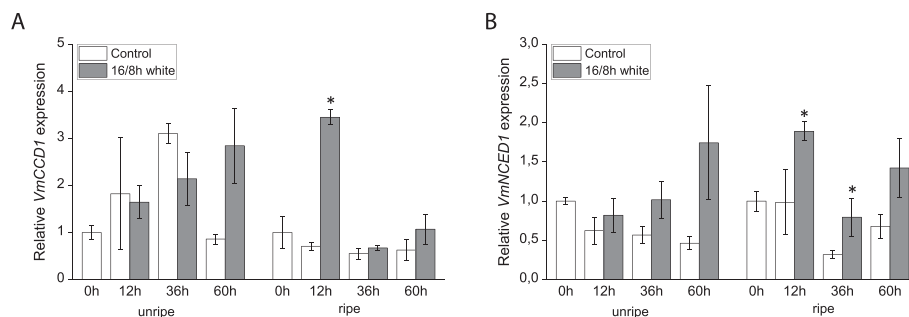 A
Relative VmCCD1 expression
5
4
3
2
1
0
Control
16/8h white
*
0h 12h 36h 60h 0h 12h 36h 60h
unripe ripe
B
Relative VmNCED1 expression
3,0
2,5
2,0
1,5
1,0
0,5
0,0
Control
16/8h white
*
*
0h 12h 36h 60h 0h 12h 36h 60h
unripe ripe